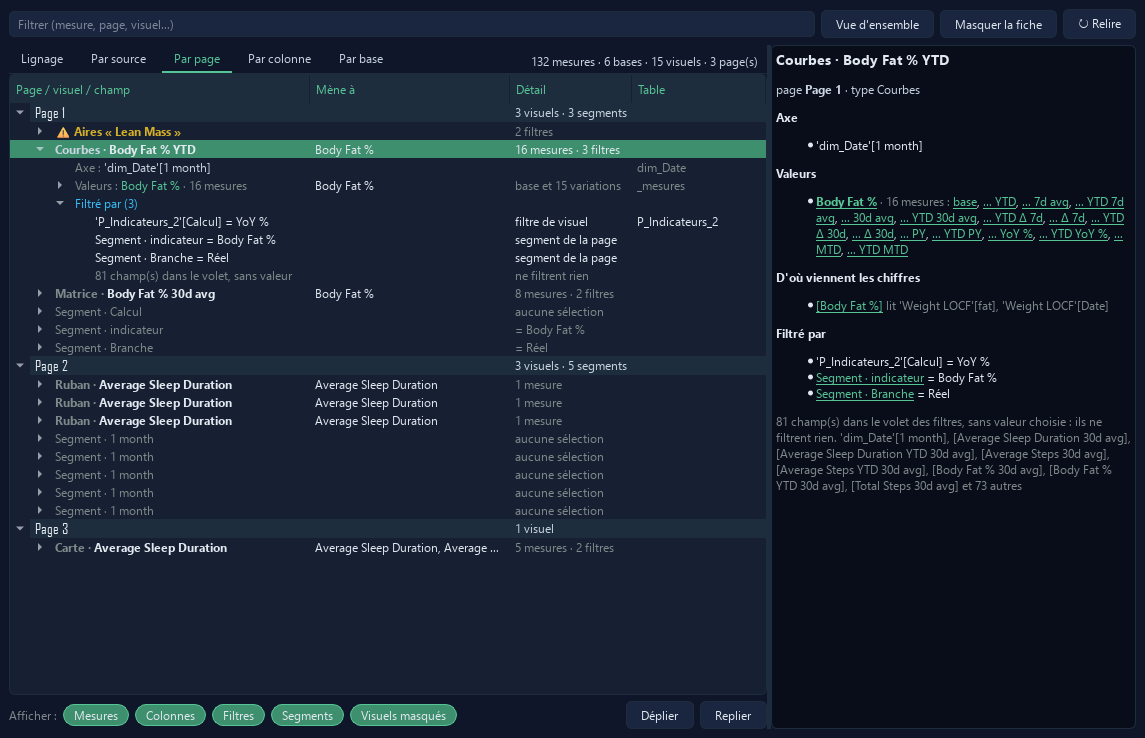 Filtrer (mesure, page, visuel...)
Vue d'ensemble
Masquer la fiche
↻ Relire
Lignage
Par source
Par page
Par colonne
Par base
132 mesures · 6 bases · 15 visuels · 3 page(s)
Page / visuel / champ
Mène à
Détail
Table
Page 1
3 visuels · 3 segments
⚠ Aires « Lean Mass »
2 filtres
Courbes · Body Fat % YTD
Body Fat %
16 mesures · 3 filtres
Axe : 'dim_Date'[1 month]
dim_Date
Valeurs : Body Fat % · 16 mesures
Body Fat %
base et 15 variations
_mesures
Filtré par (3)
'P_Indicateurs_2'[Calcul] = YoY %
filtre de visuel
P_Indicateurs_2
Segment · indicateur = Body Fat %
segment de la page
Segment · Branche = Réel
segment de la page
81 champ(s) dans le volet, sans valeur
ne filtrent rien
Matrice · Body Fat % 30d avg
Body Fat %
8 mesures · 2 filtres
Segment · Calcul
aucune sélection
Segment · indicateur
= Body Fat %
Segment · Branche
= Réel
Page 2
3 visuels · 5 segments
Ruban · Average Sleep Duration
Average Sleep Duration
1 mesure
Ruban · Average Sleep Duration
Average Sleep Duration
1 mesure
Ruban · Average Sleep Duration
Average Sleep Duration
1 mesure
Segment · 1 month
aucune sélection
Segment · 1 month
aucune sélection
Segment · 1 month
aucune sélection
Segment · 1 month
aucune sélection
Segment · 1 month
aucune sélection
Page 3
1 visuel
Carte · Average Sleep Duration
Average Sleep Duration, Average ...
5 mesures · 2 filtres
Afficher :
Mesures
Colonnes
Filtres
Segments
Visuels masqués
Déplier
Replier
Courbes · Body Fat % YTD
page Page 1 · type Courbes
Axe
• 'dim_Date'[1 month]
Valeurs
• Body Fat % · 16 mesures : base, ... YTD, ... 7d avg, ... YTD 7d
avg, ... 30d avg, ... YTD 30d avg, ... YTD Δ 7d, ... Δ 7d, ... YTD
Δ 30d, ... Δ 30d, ... PY, ... YTD PY, ... YoY %, ... YTD YoY %, ...
MTD, ... YTD MTD
D'où viennent les chiffres
• [Body Fat %] lit 'Weight LOCF'[fat], 'Weight LOCF'[Date]
Filtré par
• 'P_Indicateurs_2'[Calcul] = YoY %
• Segment · indicateur = Body Fat %
• Segment · Branche = Réel
81 champ(s) dans le volet des filtres, sans valeur choisie : ils ne
filtrent rien. 'dim_Date'[1 month], [Average Sleep Duration 30d avg],
[Average Sleep Duration YTD 30d avg], [Average Steps 30d avg],
[Average Steps YTD 30d avg], [Body Fat % 30d avg], [Body Fat %
YTD 30d avg], [Total Steps 30d avg] et 73 autres